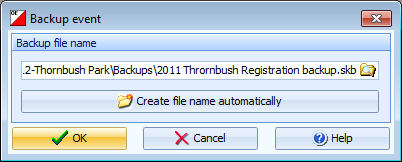 Backup event
Backup file name
.2-Thornbush Park\Backups\2011 Thrornbush Registration backup.skb
Create file name automatically
OK
Cancel
Help